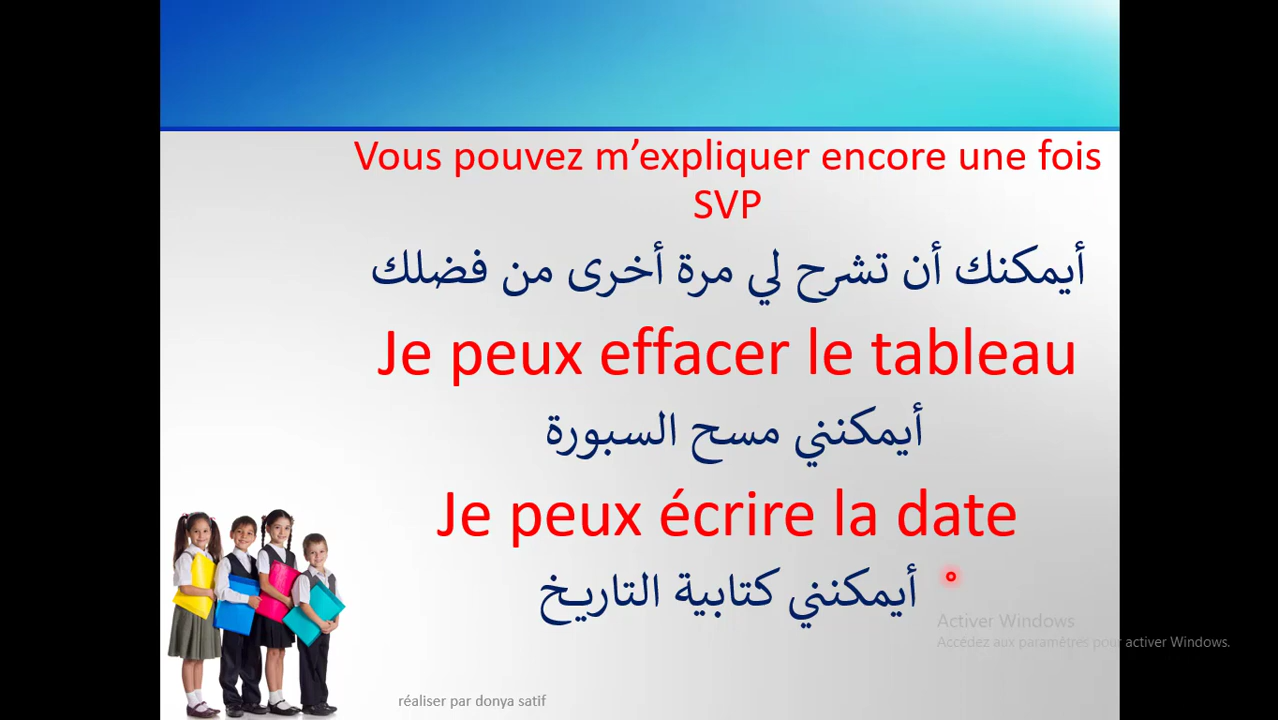 Vous pouvez m’expliquer encore une fois
SVP
أيمكنك أن تشرح لي مرة أخرى من فضلك
Je peux effacer le tableau
أيمكنني مسح السبورة
Je peux écrire la date
أيمكنني كتابية التاريخ
Activer Windows
Accédez aux paramètres pour activer Windows.
réaliser par donya satif